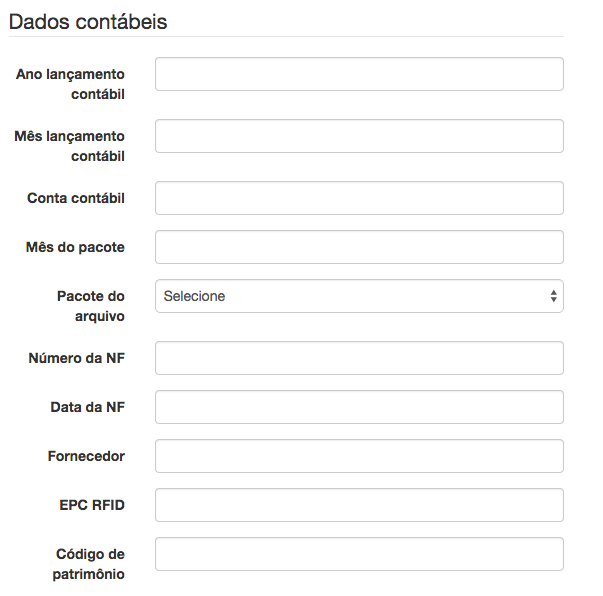 Dados contábeis
Ano lançamento
contábil
Mês lançamento
contábil
Conta contábil
Mês do pacote
Pacote do
arquivo
Selecione
Número da NF
Data da NF
Fornecedor
EPC RFID
Código de
patrimônio